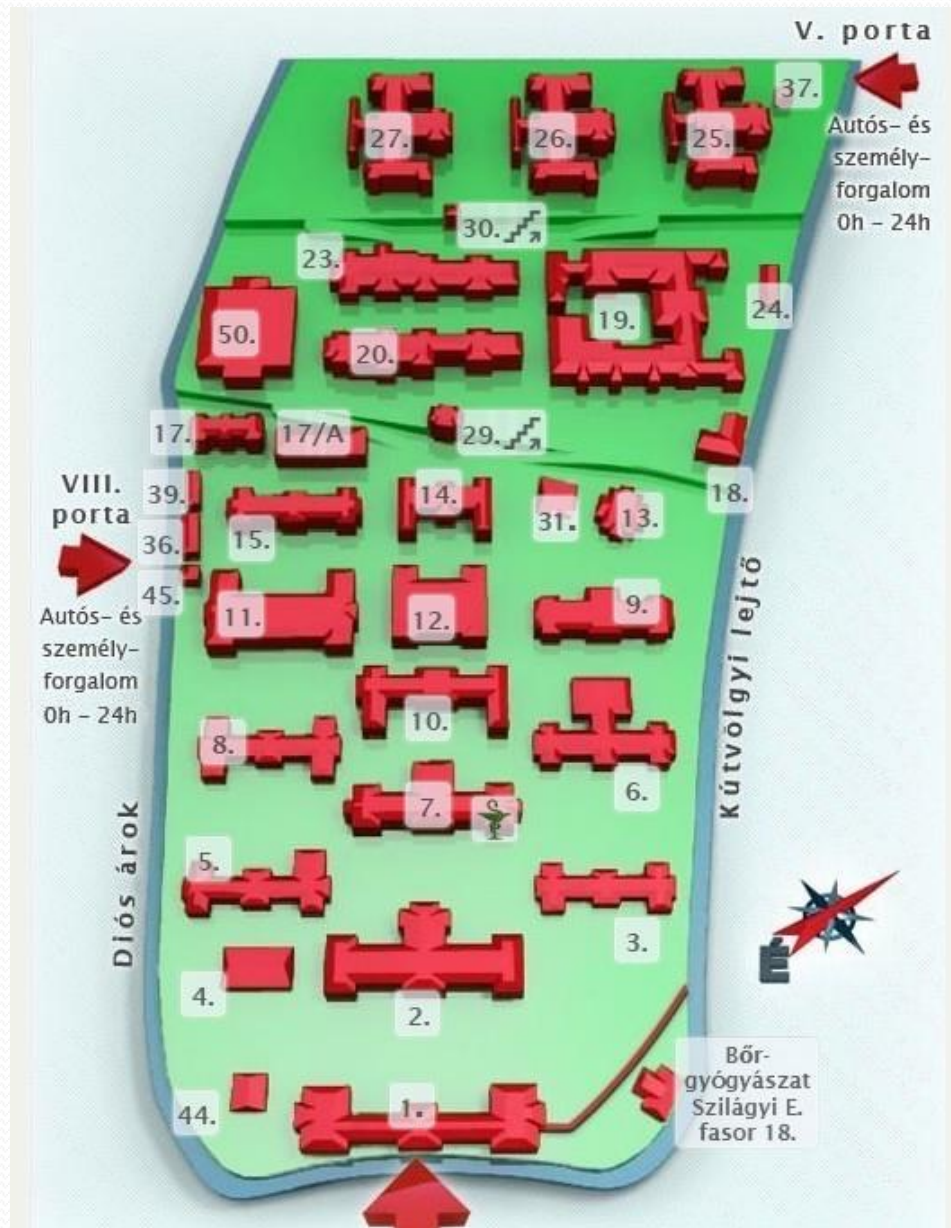 V. porta
37.
Autós- és
személy-
forgalom
0h - 24h
27.
26.
25.
30.
23.
50.
20.
19.
24.
17.
17/A
29.
18.
VIII.
porta
39.
36.
45.
Autós- és
személy-
forgalom
0h - 24h
15.
14.
31.
13.
11.
12.
9.
10.
8.
7.
6.
5.
3.
4.
2.
44.
1.
Diós árok
Kútvölgyi lejtő
É
Bőr-
gyógyászat
Szilágyi E.
fasor 18.